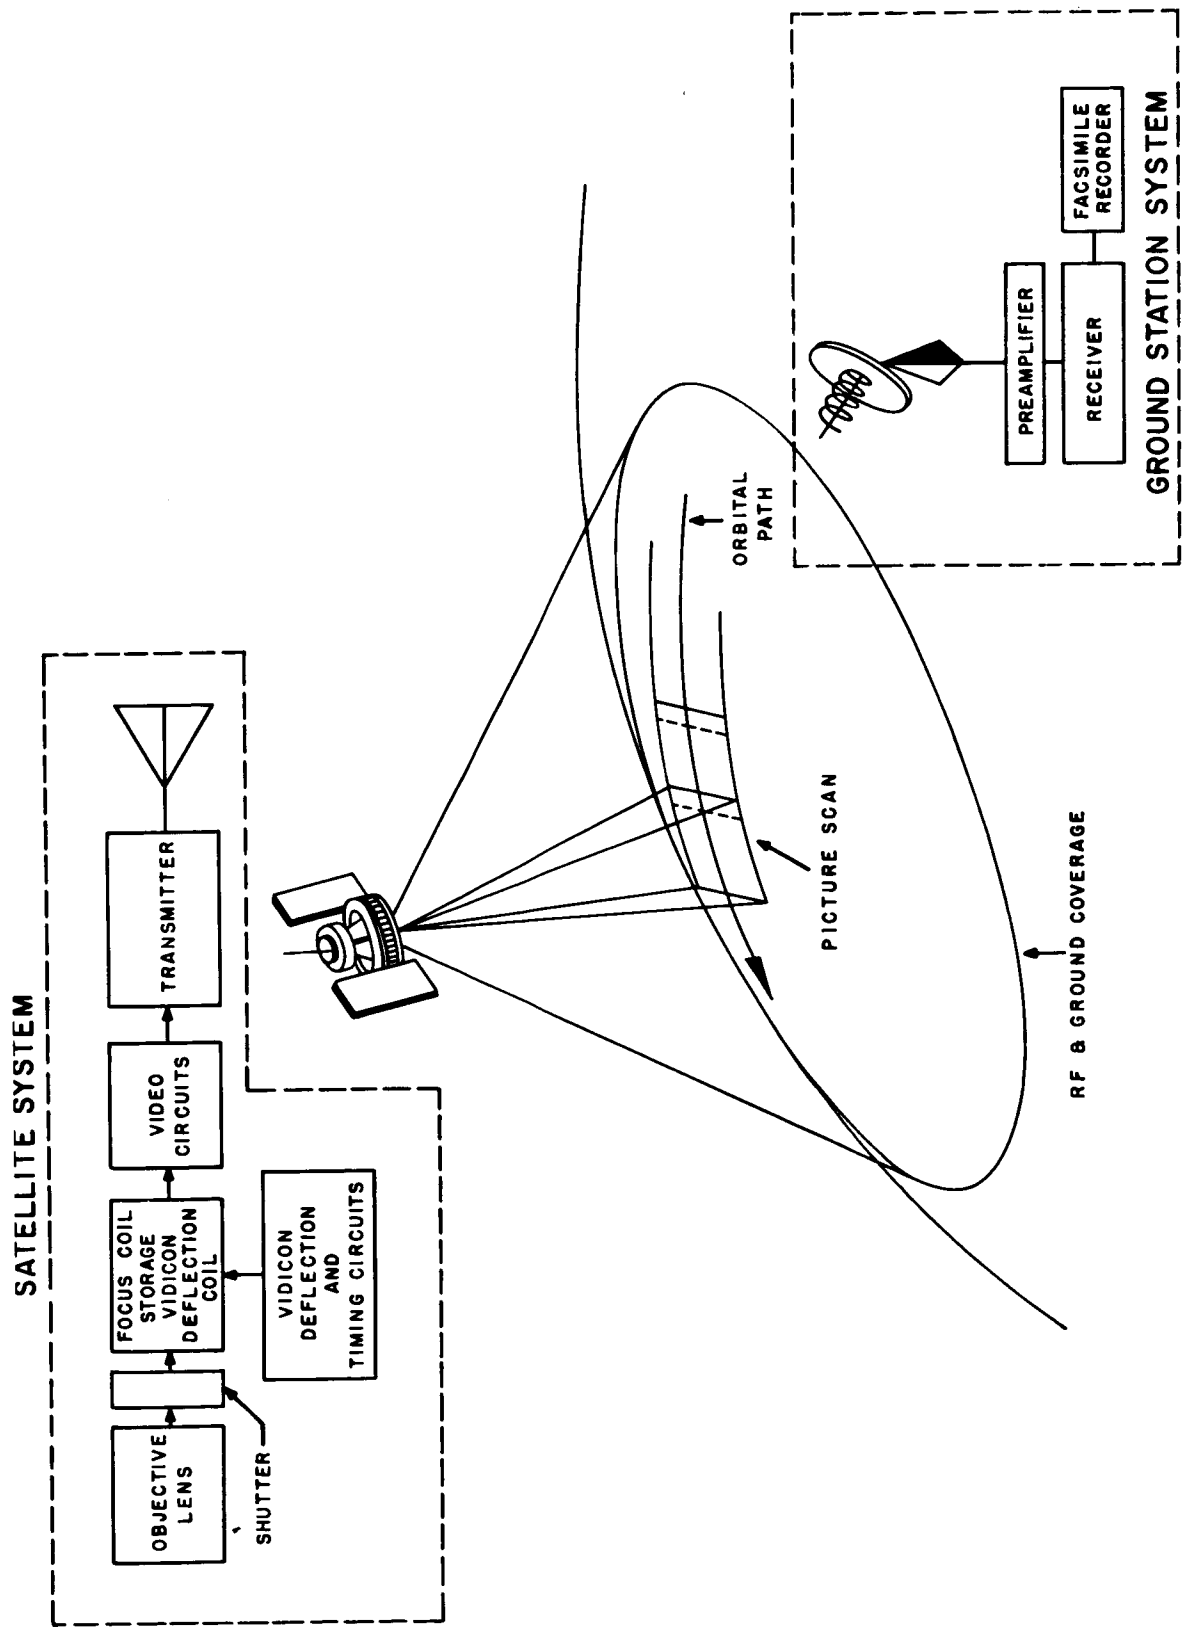 SATELLITE SYSTEM
OBJECTIVE
LENS
SHUTTER
FOCUS COIL
STORAGE
VIDICON
DEFLECTION
COIL
VIDICON
DEFLECTION
AND
TIMING CIRCUITS
VIDEO
CIRCUITS
TRANSMITTER
ORBITAL
PATH
PICTURE SCAN
RF & GROUND COVERAGE
PREAMPLIFIER
RECEIVER
FACSIMILE
RECORDER
GROUND STATION SYSTEM